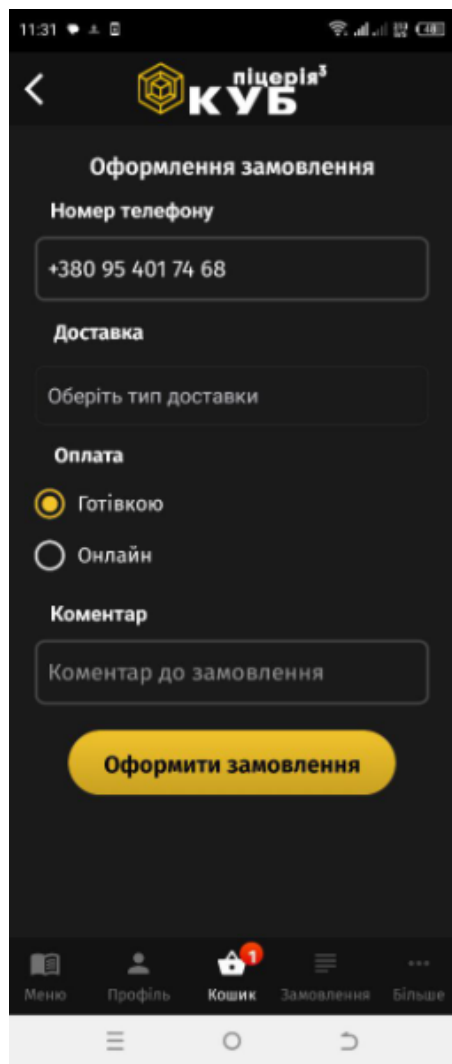 11:31
піцерія³
КУБ
Оформлення замовлення
Номер телефону
+380 95 401 74 68
Доставка
Оберіть тип доставки
Оплата
Готівкою
Онлайн
Коментар
Коментар до замовлення
Оформити замовлення
1
Меню Профіль Кошик Замовлення Більше